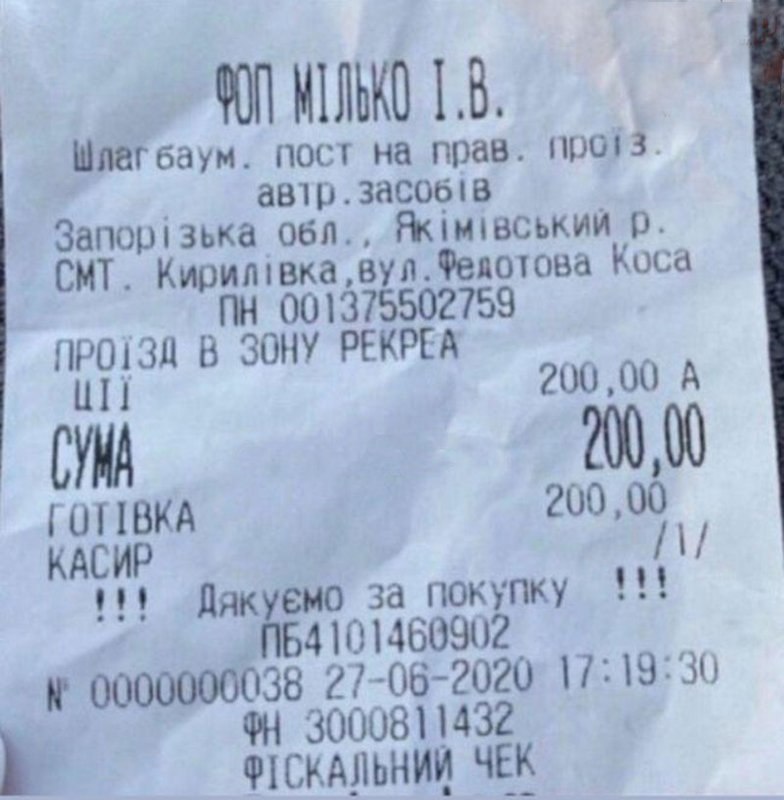 ФОП МІЛЬКО І.В.
Шлагбаум. пост на прав. проїз.
автр.засобів
Запорізька обл., Якімівський р.
СМТ. Кирилівка,вул.Федотова Коса
ПН 001375502759
ПРОЇЗД В ЗОНУ РЕКРЕА
ЦІЇ 200,00 А
СУМА 200,00
ГОТІВКА 200,00
КАСИР /1/
!!! Дякуємо за покупку !!!
ПБ4101460902
№ 0000000038 27-06-2020 17:19:30
ФН 3000811432
ФІСКАЛЬНИЙ ЧЕК